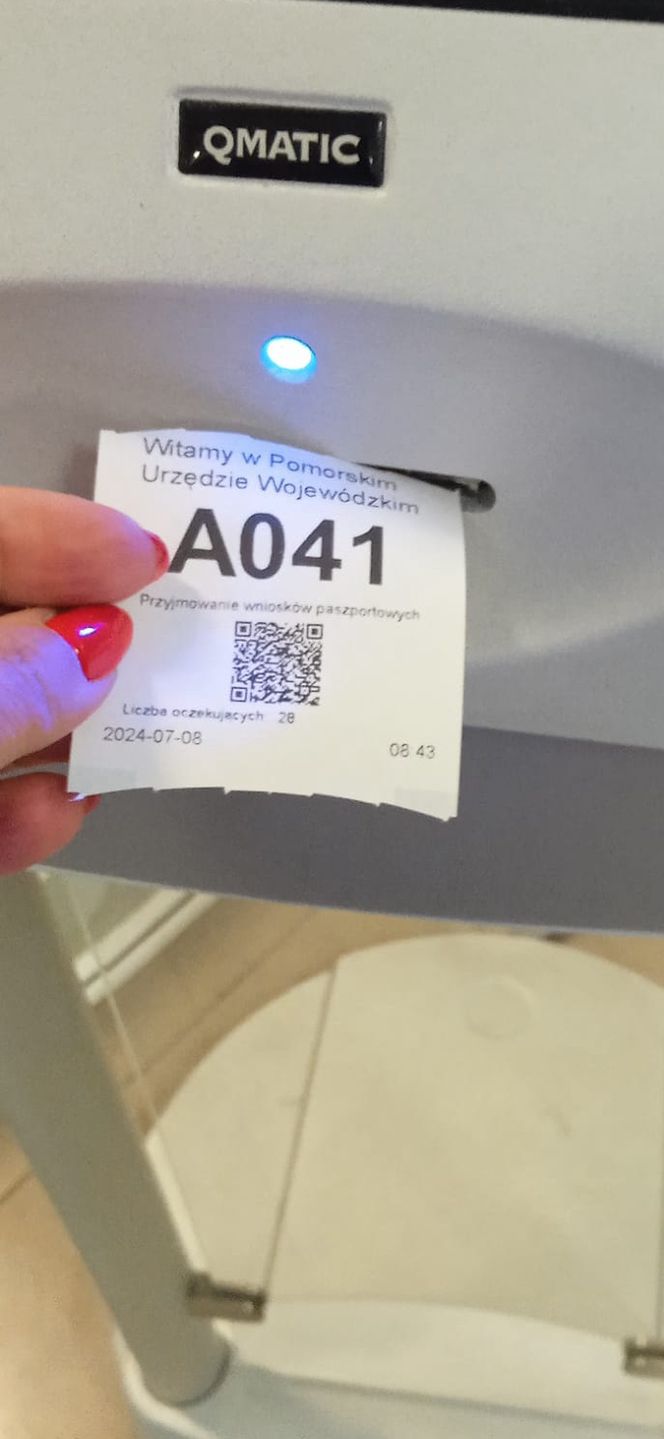 QMATIC
Witamy w Pomorskim
Urzędzie Wojewódzkim
A041
Przyjmowanie wniosków paszportowych
Liczba oczekujących 28
2024-07-08 08:43